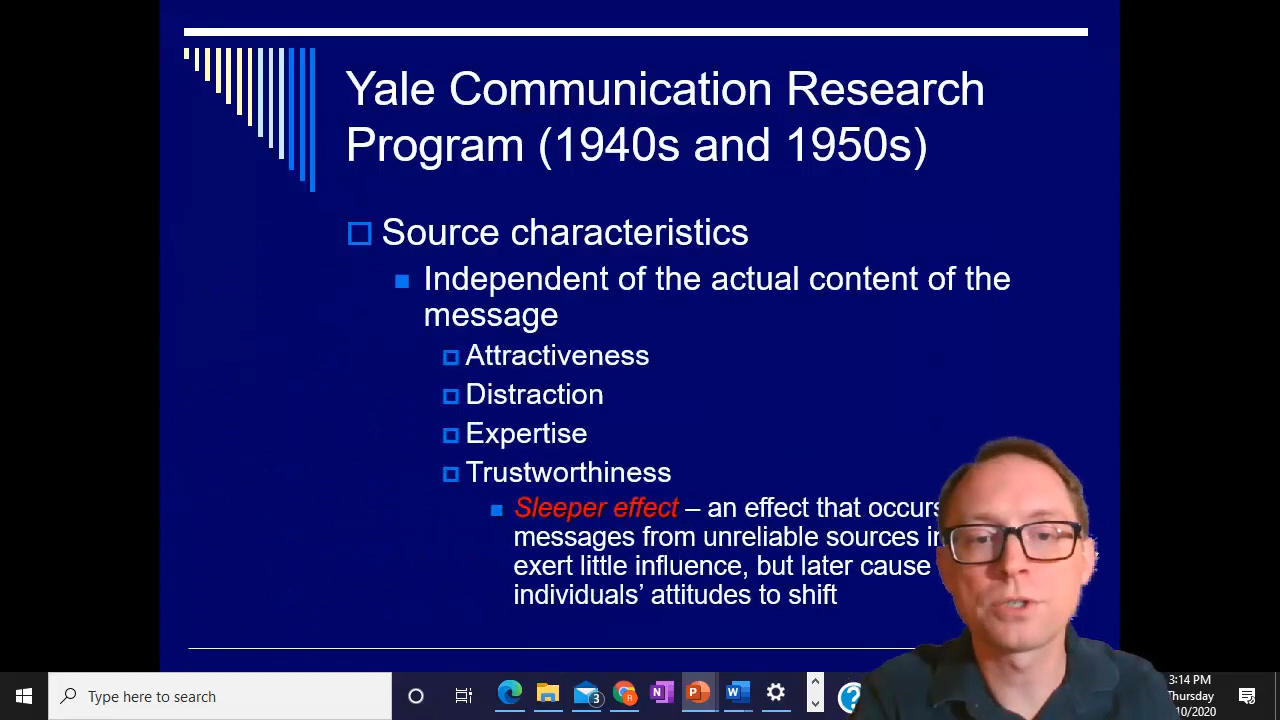 Yale Communication Research
Program (1940s and 1950s)
Source characteristics
Independent of the actual content of the
message
Attractiveness
Distraction
Expertise
Trustworthiness
Sleeper effect – an effect that occurs
messages from unreliable sources
exert little influence, but later cause
individuals’ attitudes to shift
Type here to search
3
3:14 PM
Thursday
/10/2020